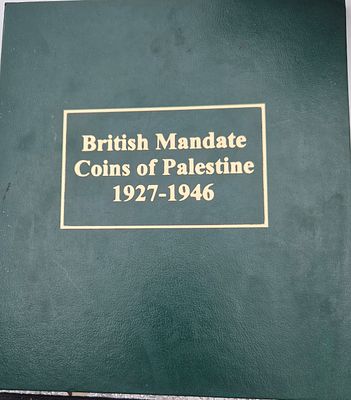 British Mandate
Coins of Palestine
1927-1946